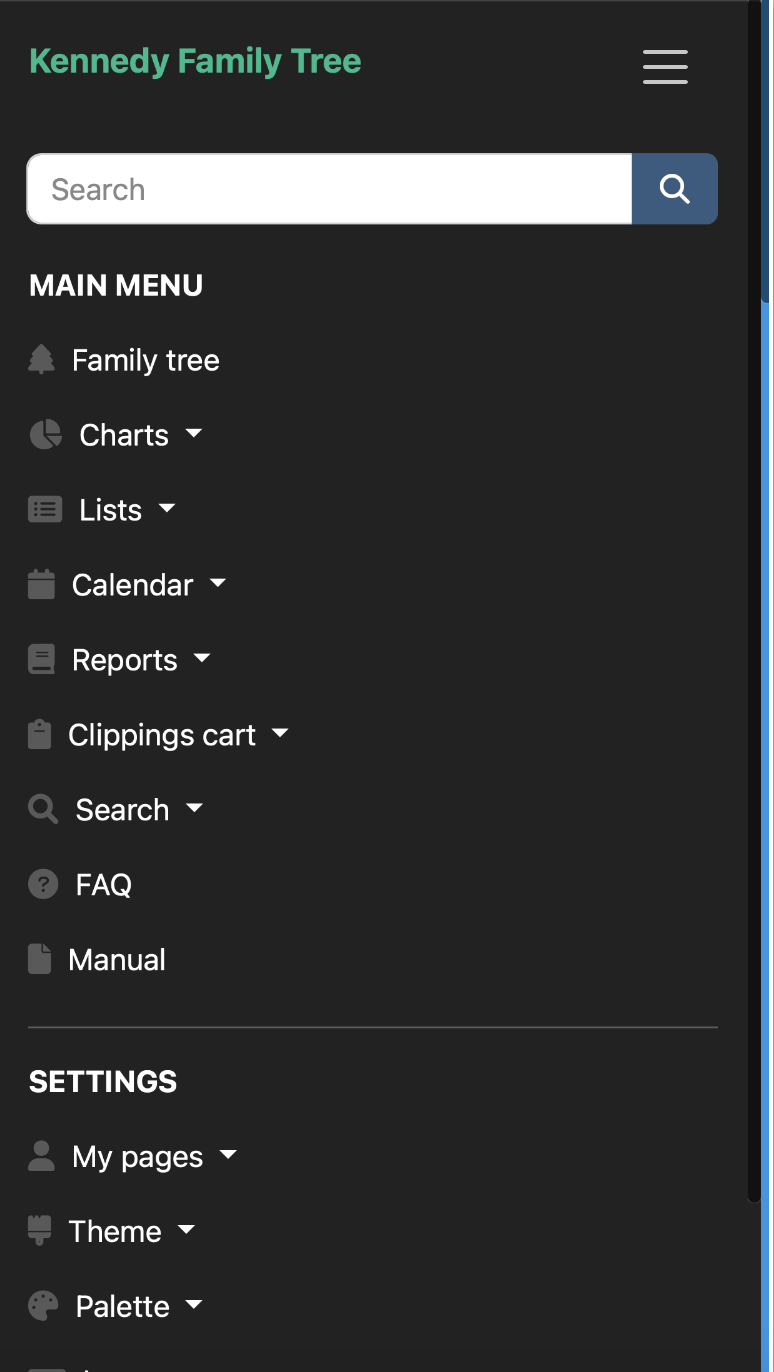 Kennedy Family Tree
Search
MAIN MENU
Family tree
Charts
Lists
Calendar
Reports
Clippings cart
Search
FAQ
Manual
SETTINGS
My pages
Theme
Palette